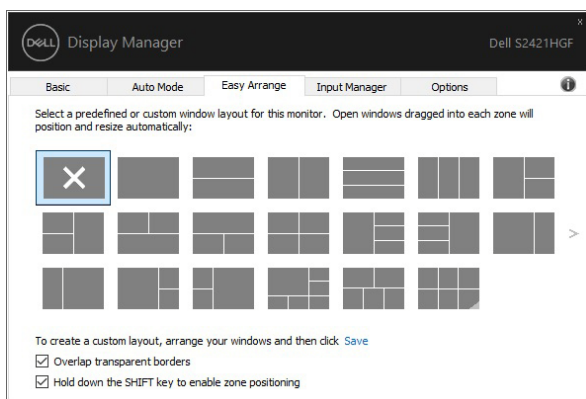 DELL Display Manager
Dell S2421HGF
x
Basic
Auto Mode
Easy Arrange
Input Manager
Options
Select a predefined or custom window layout for this monitor. Open windows dragged into each zone will
position and resize automatically:
To create a custom layout, arrange your windows and then click Save
Overlap transparent borders
Hold down the SHIFT key to enable zone positioning